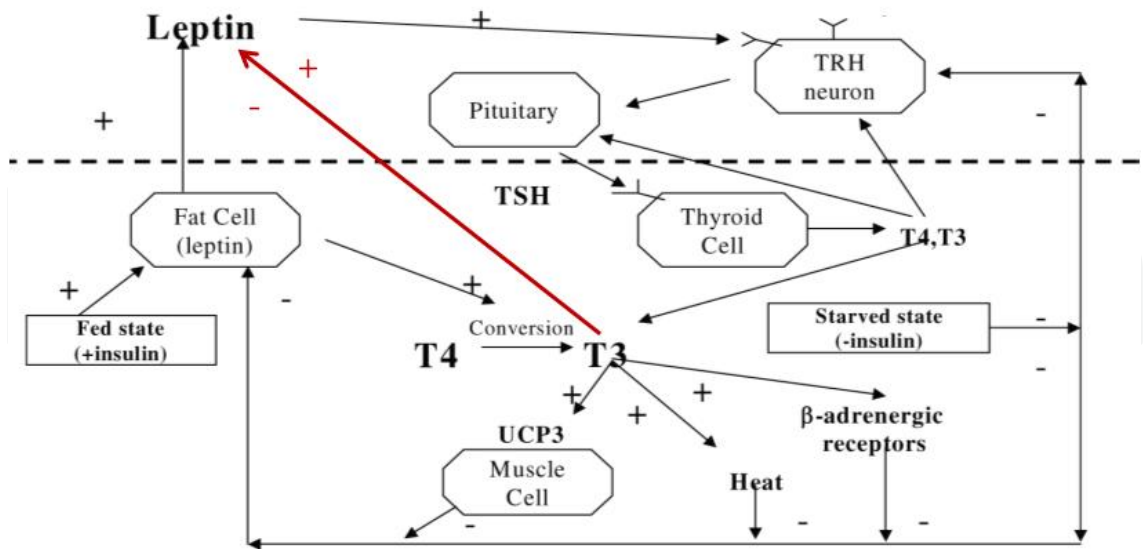 Leptin
+
TRH
neuron
+
-
Pituitary
-
+
TSH
Fat Cell
(leptin)
Thyroid
Cell
T4,T3
+
-
+
Fed state
(+insulin)
Conversion
Starved state
(-insulin)
-
-
T4
T3
+
+
+
β-adrenergic
receptors
UCP3
Muscle
Cell
Heat
-
-
-